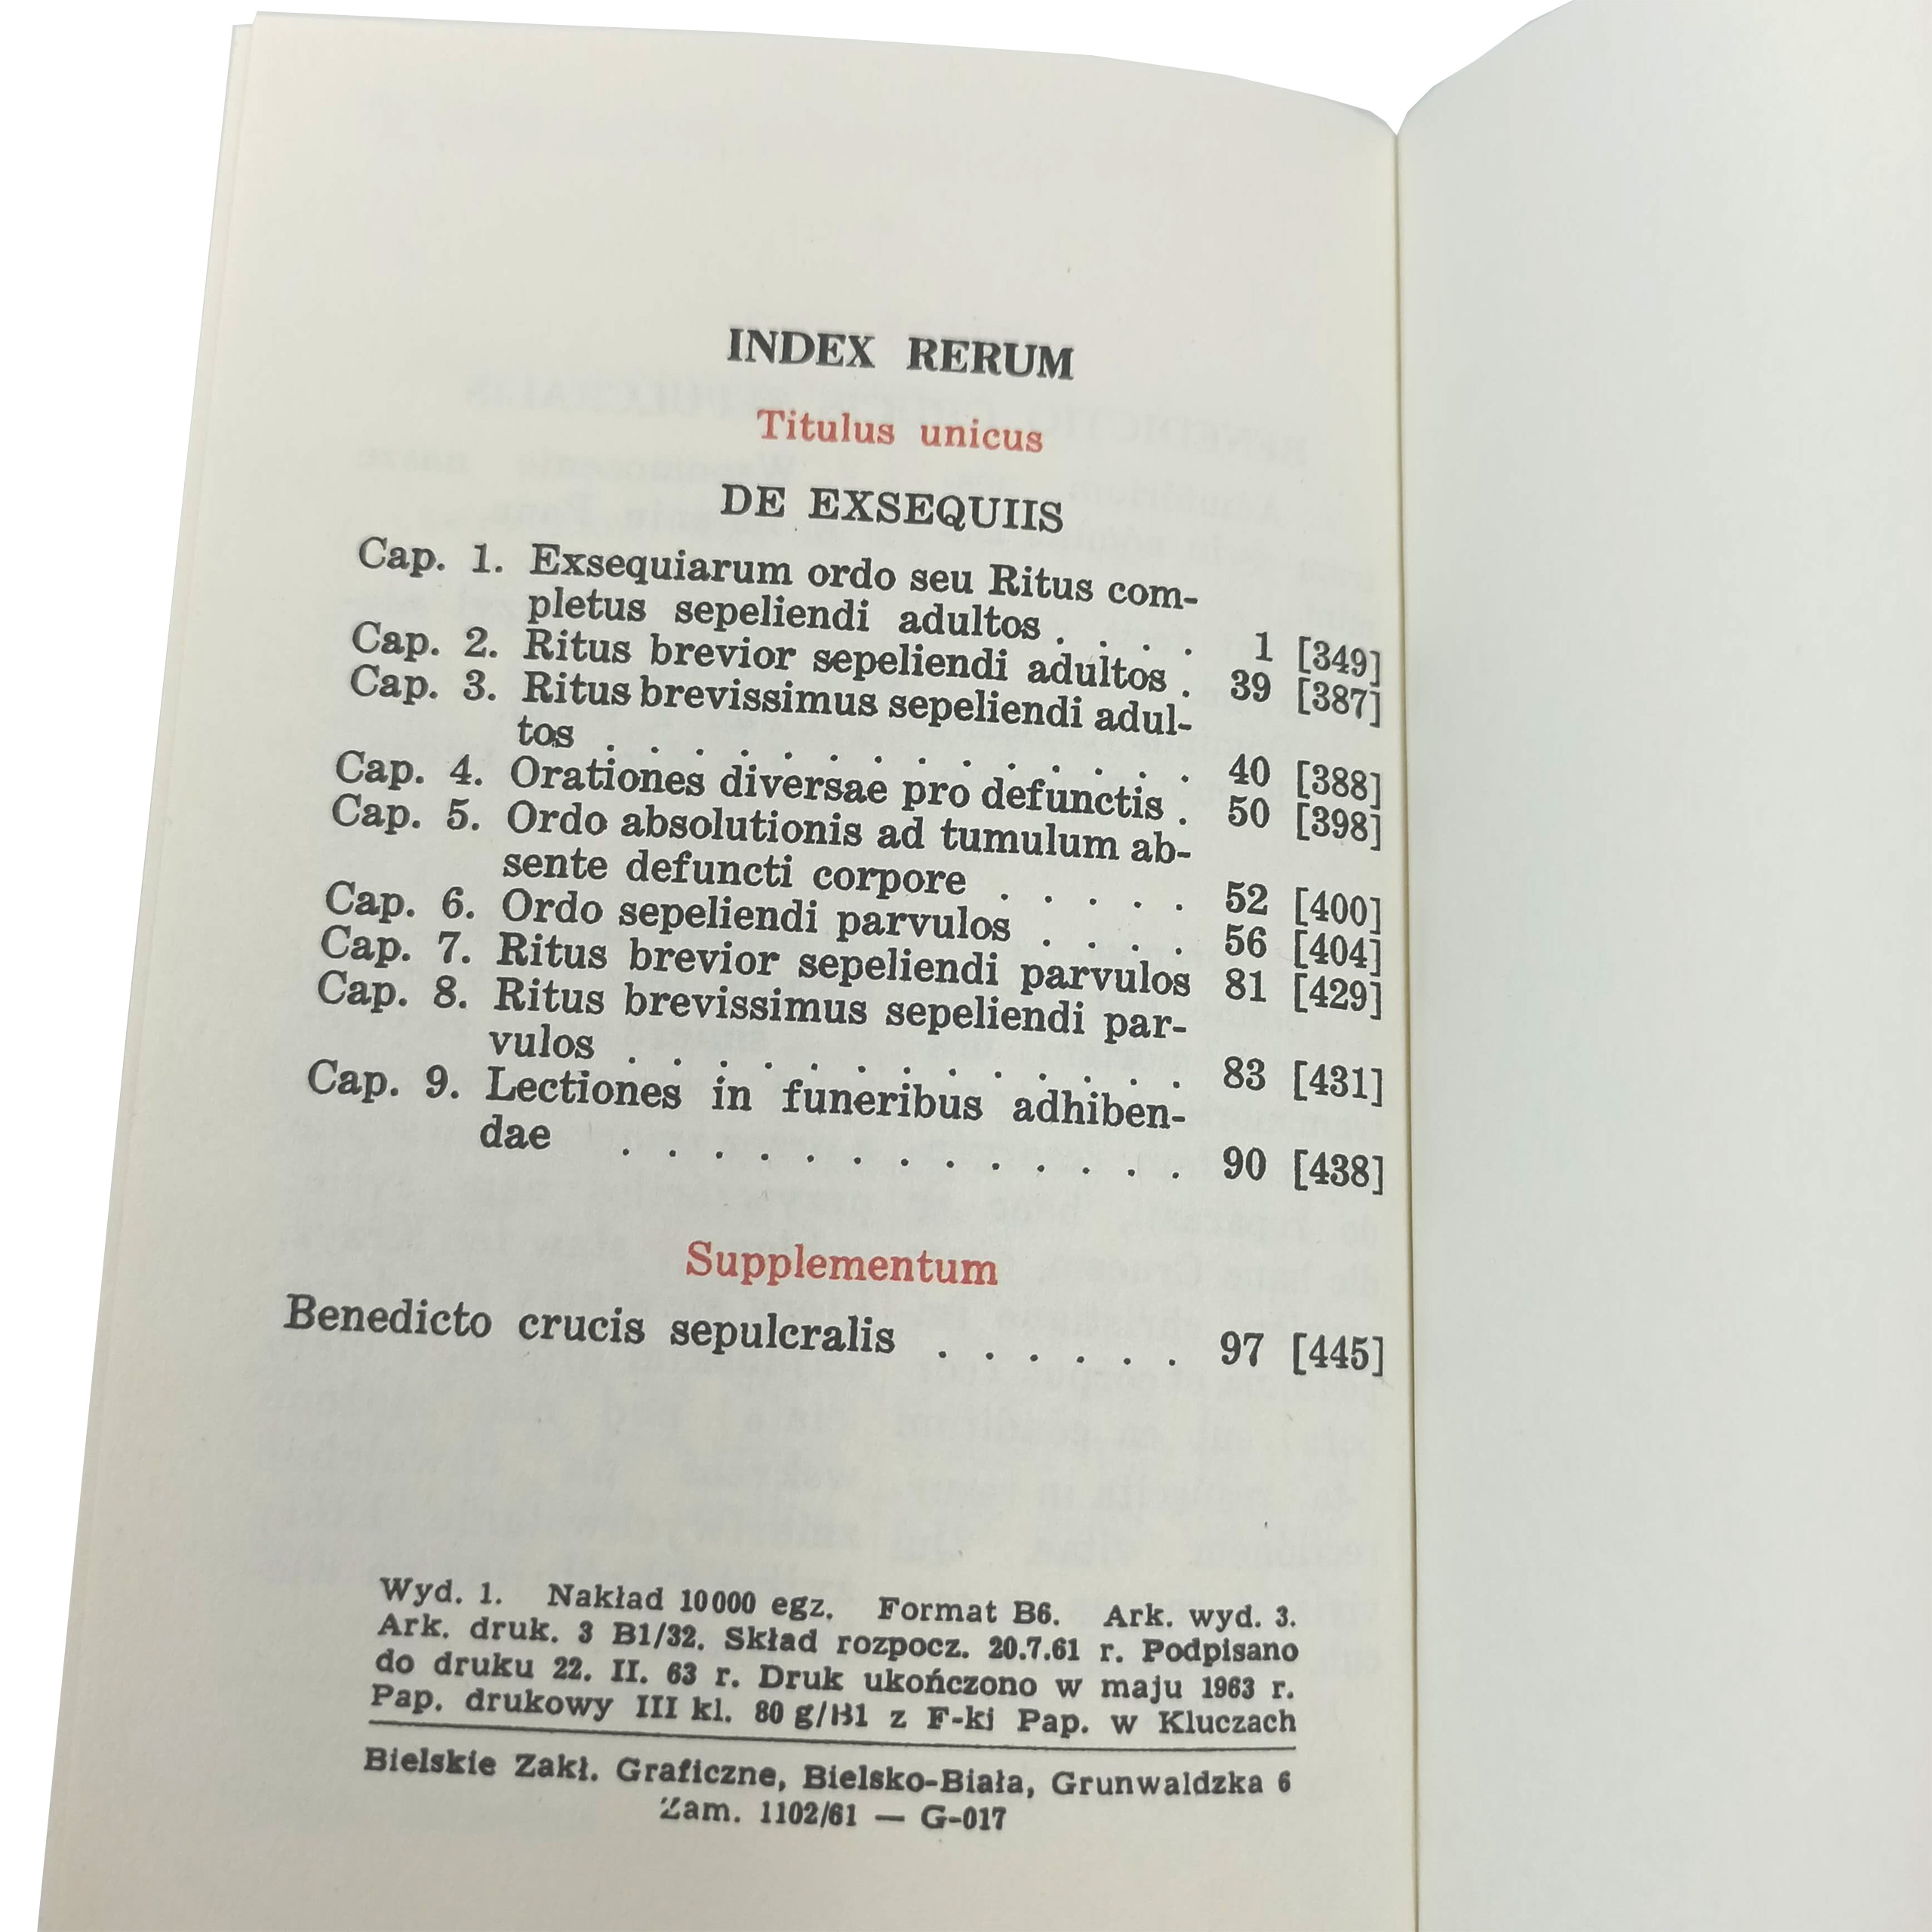 INDEX RERUM
Titulus unicus
DE EXSEQUIIS
Cap. 1. Exsequiarum ordo seu Ritus com-
pletus sepeliendi adultos . . . . 1 [349]
Cap. 2. Ritus brevior sepeliendi adultos . 39 [387]
Cap. 3. Ritus brevissimus sepeliendi adul-
tos . . . . . . . . . . . . . . 40 [388]
Cap. 4. Orationes diversae pro defunctis . 50 [398]
Cap. 5. Ordo absolutionis ad tumulum ab-
sente defuncti corpore . . . . . 52 [400]
Cap. 6. Ordo sepeliendi parvulos . . . . 56 [404]
Cap. 7. Ritus brevior sepeliendi parvulos 81 [429]
Cap. 8. Ritus brevissimus sepeliendi par-
vulos . . . . . . . . . . . . . 83 [431]
Cap. 9. Lectiones in funeribus adhiben-
dae . . . . . . . . . . . . . 90 [438]
Supplementum
Benedicto crucis sepulcralis . . . . . . 97 [445]
Wyd. 1. Nakład 10 000 egz. Format B6. Ark. wyd. 3.
Ark. druk. 3 B1/32. Skład rozpocz. 20.7.61 r. Podpisano
do druku 22. II. 63 r. Druk ukończono w maju 1963 r.
Pap. drukowy III kl. 80 g/B1 z F-ki Pap. w Kluczach
Bielskie Zakł. Graficzne, Bielsko-Biała, Grunwaldzka 6
Zam. 1102/61 — G-017